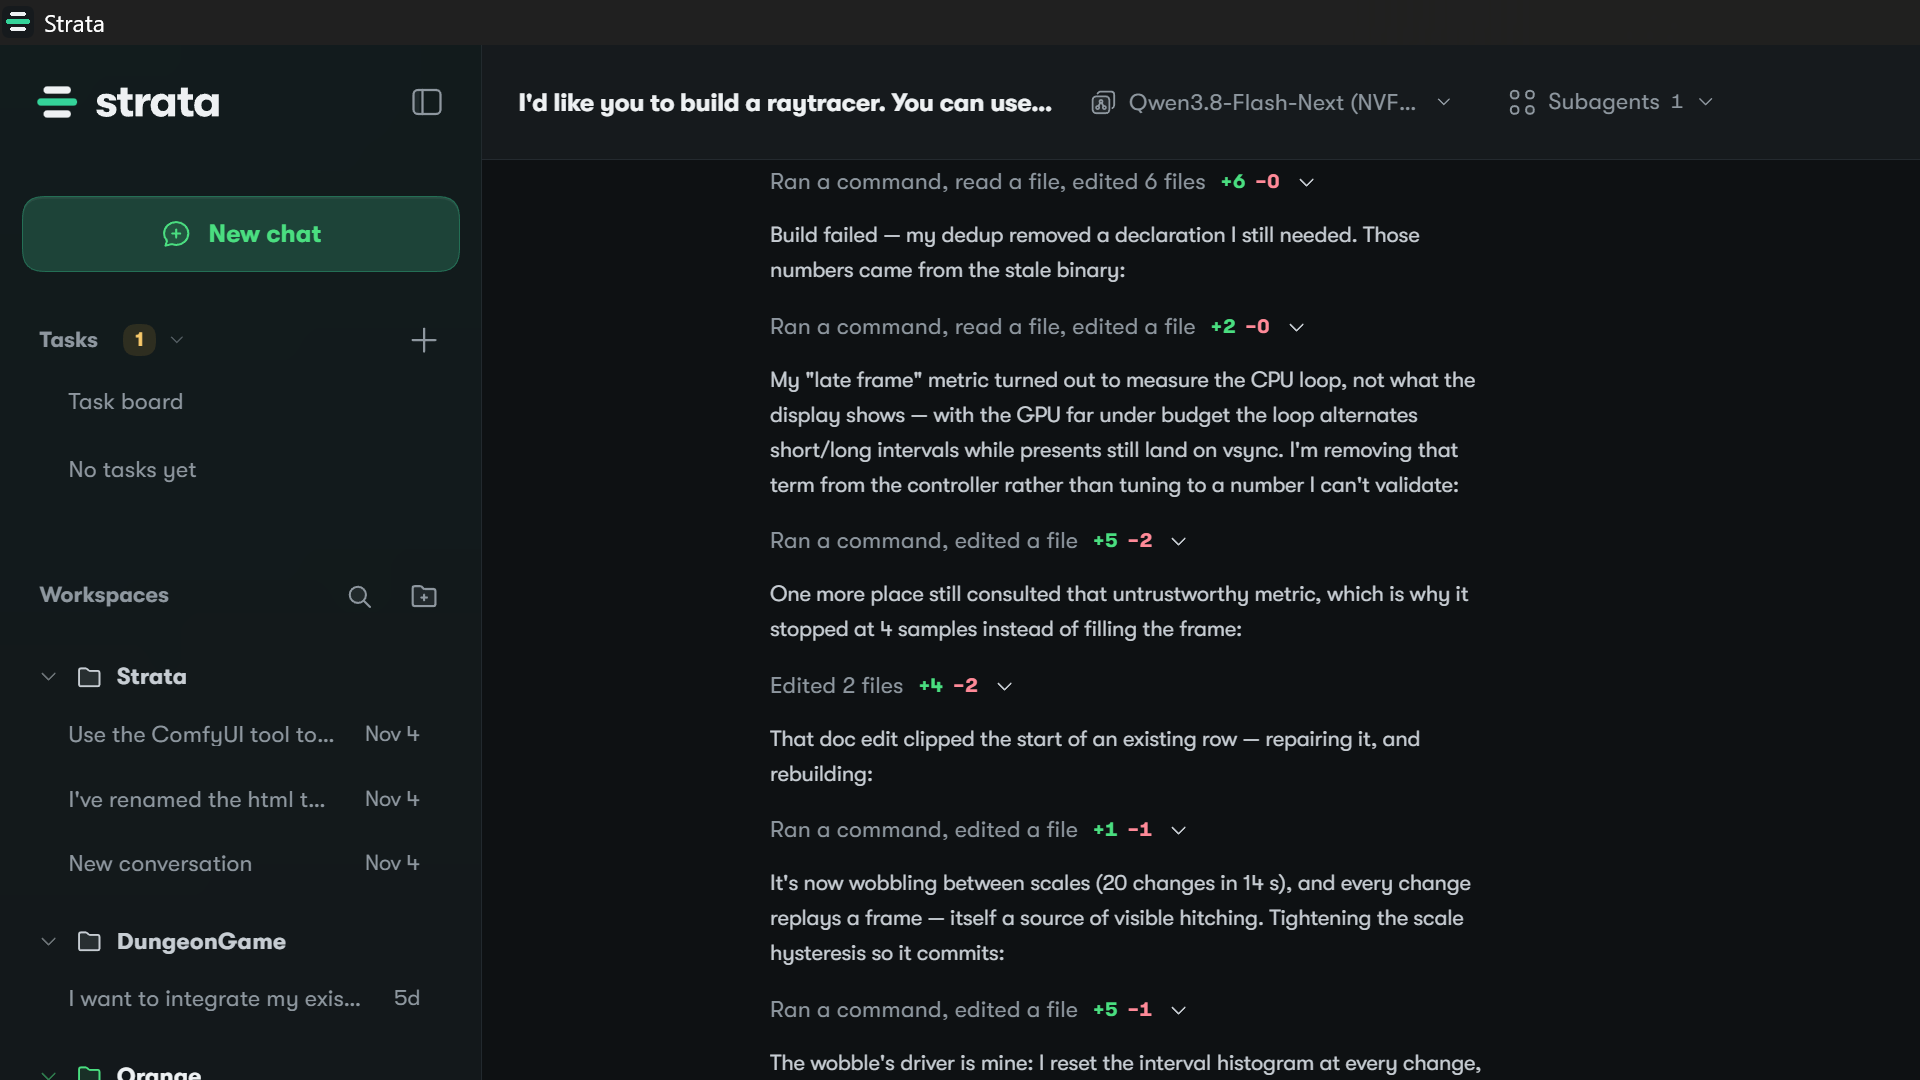 Strata
strata
I'd like you to build a raytracer. You can use...
Qwen3.8-Flash-Next (NVF...
Subagents 1
New chat
Tasks 1
Task board
No tasks yet
Workspaces
Strata
Use the ComfyUI tool to... Nov 4
I've renamed the html t... Nov 4
New conversation Nov 4
DungeonGame
I want to integrate my exis... 5d
Orange
Ran a command, read a file, edited 6 files +6 -0
Build failed — my dedup removed a declaration I still needed. Those
numbers came from the stale binary:
Ran a command, read a file, edited a file +2 -0
My "late frame" metric turned out to measure the CPU loop, not what the
display shows — with the GPU far under budget the loop alternates
short/long intervals while presents still land on vsync. I'm removing that
term from the controller rather than tuning to a number I can't validate:
Ran a command, edited a file +5 -2
One more place still consulted that untrustworthy metric, which is why it
stopped at 4 samples instead of filling the frame:
Edited 2 files +4 -2
That doc edit clipped the start of an existing row — repairing it, and
rebuilding:
Ran a command, edited a file +1 -1
It's now wobbling between scales (20 changes in 14 s), and every change
replays a frame — itself a source of visible hitching. Tightening the scale
hysteresis so it commits:
Ran a command, edited a file +5 -1
The wobble's driver is mine: I reset the interval histogram at every change,